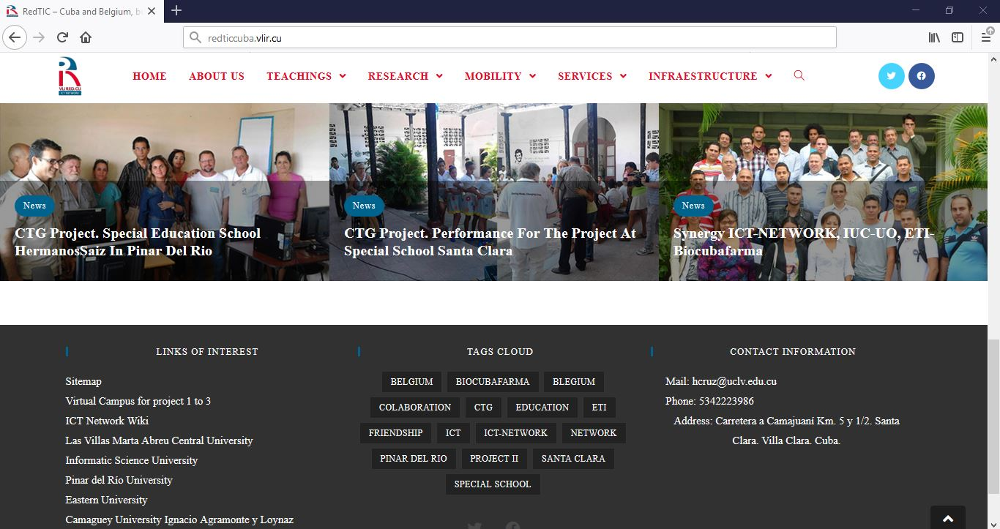 RedTIC – Cuba and Belgium, b
redticcuba.vlir.cu
VLIRED.CU
ICT NETWORK
HOME ABOUT US TEACHINGS RESEARCH MOBILITY SERVICES INFRAESTRUCTURE
News
CTG Project. Special Education School
HermanosSaiz In Pinar Del Rio
News
CTG Project. Performance For The Project At
Special School Santa Clara
News
Synergy ICT-NETWORK, IUC-UO, ETI-
Biocubafarma
LINKS OF INTEREST
Sitemap
Virtual Campus for project 1 to 3
ICT Network Wiki
Las Villas Marta Abreu Central University
Informatic Science University
Pinar del Río University
Eastern University
Camaguey University Ignacio Agramonte y Loynaz
TAGS CLOUD
BELGIUM BIOCUBAFARMA BLEGIUM
COLABORATION CTG EDUCATION ETI
FRIENDSHIP ICT ICT-NETWORK NETWORK
PINAR DEL RIO PROJECT II SANTA CLARA
SPECIAL SCHOOL
CONTACT INFORMATION
Mail: hcruz@uclv.edu.cu
Phone: 5342223986
Address: Carretera a Camajuaní Km. 5 y 1/2. Santa
Clara. Villa Clara. Cuba.